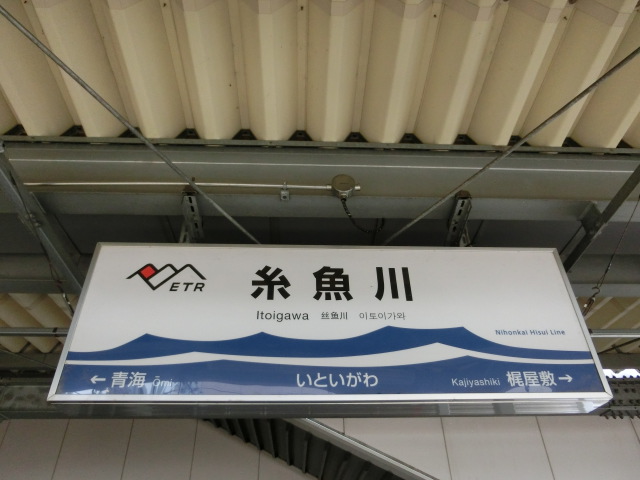 ETR
糸魚川
Itoigawa 丝鱼川 이토이가와
Nihonkai Hisui Line
←青海 Ōmi いといがわ Kajiyashiki 梶屋敷→